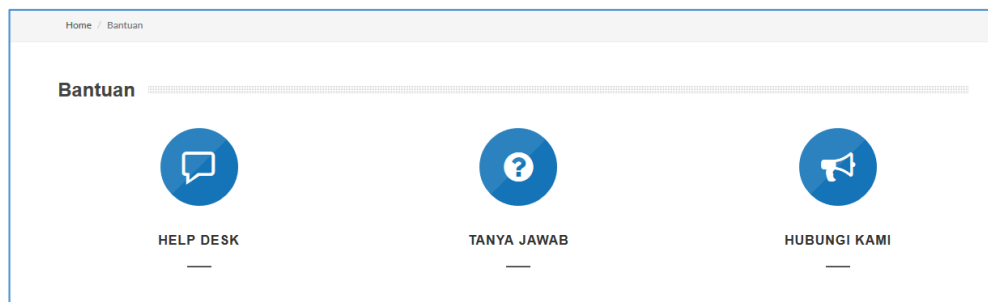 Home / Bantuan
Bantuan
HELP DESK
TANYA JAWAB
HUBUNGI KAMI